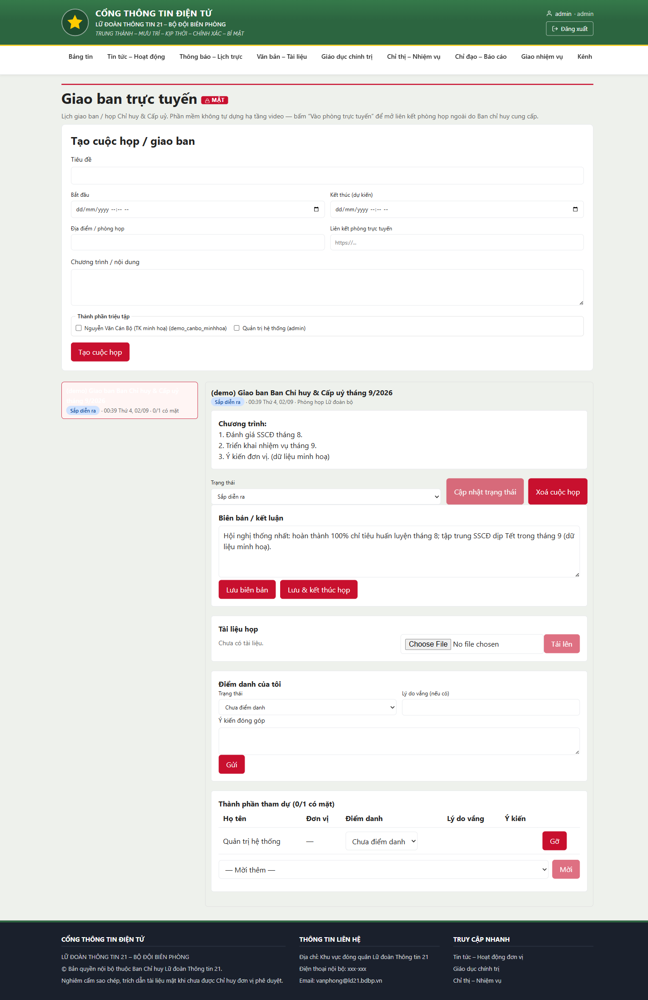 CỔNG THÔNG TIN ĐIỆN TỬ
LỮ ĐOÀN THÔNG TIN 21 – BỘ ĐỘI BIÊN PHÒNG
TRUNG THÀNH – MƯU TRÍ – KỊP THỜI – CHÍNH XÁC – BÍ MẬT
admin · admin
Đăng xuất
Bảng tin
Tin tức – Hoạt động
Thông báo – Lịch trực
Văn bản – Tài liệu
Giáo dục chính trị
Chỉ thị – Nhiệm vụ
Chỉ đạo – Báo cáo
Giao nhiệm vụ
Kênh
Giao ban trực tuyến MẬT
Lịch giao ban / họp Chỉ huy & Cấp uỷ. Phần mềm không tự dựng hạ tầng video — bấm “Vào phòng trực tuyến” để mở liên kết phòng họp ngoài do Ban chỉ huy cung cấp.
Tạo cuộc họp / giao ban
Tiêu đề
Bắt đầu
Kết thúc (dự kiến)
dd/mm/yyyy --:-- --
dd/mm/yyyy --:-- --
Địa điểm / phòng họp
Liên kết phòng trực tuyến
https://...
Chương trình / nội dung
Thành phần triệu tập
Nguyễn Văn Cán Bộ (TK minh hoạ) (demo_canbo_minhhoa)
Quản trị hệ thống (admin)
Tạo cuộc họp
(demo) Giao ban Ban Chỉ huy & Cấp uỷ
tháng 9/2026
Sắp diễn ra · 00:39 Thứ 4, 02/09 · 0/1 có mặt
(demo) Giao ban Ban Chỉ huy & Cấp uỷ tháng 9/2026
Sắp diễn ra · 00:39 Thứ 4, 02/09 · Phòng họp Lữ đoàn bộ
Chương trình:
1. Đánh giá SSCĐ tháng 8.
2. Triển khai nhiệm vụ tháng 9.
3. Ý kiến đơn vị. (dữ liệu minh hoạ)
Trạng thái
Sắp diễn ra
Cập nhật trạng thái
Xoá cuộc họp
Biên bản / kết luận
Hội nghị thống nhất: hoàn thành 100% chỉ tiêu huấn luyện tháng 8; tập trung SSCĐ dịp Tết trong tháng 9 (dữ
liệu minh hoạ).
Lưu biên bản
Lưu & kết thúc họp
Tài liệu họp
Chưa có tài liệu.
Choose File No file chosen
Tải lên
Điểm danh của tôi
Trạng thái
Lý do vắng (nếu có)
Chưa điểm danh
Ý kiến đóng góp
Gửi
Thành phần tham dự (0/1 có mặt)
Họ tên
Đơn vị
Điểm danh
Lý do vắng
Ý kiến
Quản trị hệ thống
—
Chưa điểm danh
Gỡ
— Mời thêm —
Mời
CỔNG THÔNG TIN ĐIỆN TỬ
LỮ ĐOÀN THÔNG TIN 21 – BỘ ĐỘI BIÊN PHÒNG
© Bản quyền nội bộ thuộc Ban Chỉ huy Lữ đoàn Thông tin 21.
Nghiêm cấm sao chép, trích dẫn tài liệu mật khi chưa được Chỉ huy đơn vị phê duyệt.
THÔNG TIN LIÊN HỆ
Địa chỉ: Khu vực đóng quân Lữ đoàn Thông tin 21
Điện thoại nội bộ: xxx-xxx
Email: vanphong@ld21.bdbp.vn
TRUY CẬP NHANH
Tin tức – Hoạt động đơn vị
Giáo dục chính trị
Chỉ thị – Nhiệm vụ